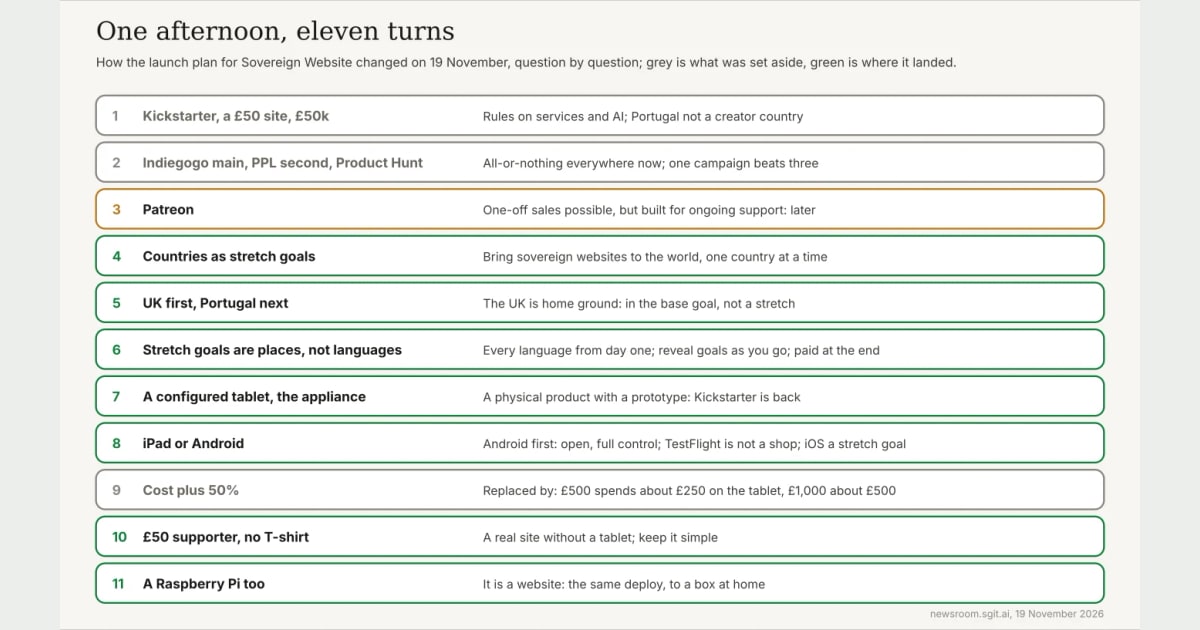 One afternoon, eleven turns
How the launch plan for Sovereign Website changed on 19 November, question by question; grey is what was set aside, green is where it landed.
1 Kickstarter, a £50 site, £50k Rules on services and AI; Portugal not a creator country
2 Indiegogo main, PPL second, Product Hunt All-or-nothing everywhere now; one campaign beats three
3 Patreon One-off sales possible, but built for ongoing support: later
4 Countries as stretch goals Bring sovereign websites to the world, one country at a time
5 UK first, Portugal next The UK is home ground: in the base goal, not a stretch
6 Stretch goals are places, not languages Every language from day one; reveal goals as you go; paid at the end
7 A configured tablet, the appliance A physical product with a prototype: Kickstarter is back
8 iPad or Android Android first: open, full control; TestFlight is not a shop; iOS a stretch goal
9 Cost plus 50% Replaced by: £500 spends about £250 on the tablet, £1,000 about £500
10 £50 supporter, no T-shirt A real site without a tablet; keep it simple
11 A Raspberry Pi too It is a website: the same deploy, to a box at home
newsroom.sgit.ai, 19 November 2026